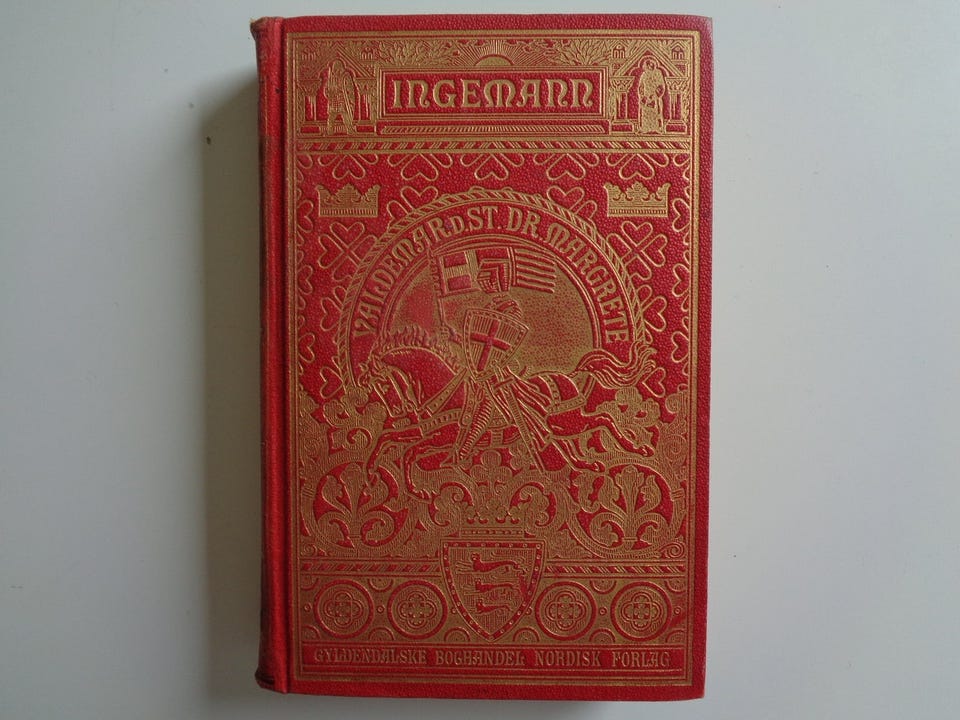 INGEMANN
VALDEMAR.D.ST. DR. MARGRETE
GYLDENDALSKE BOGHANDEL NORDISK FORLAG